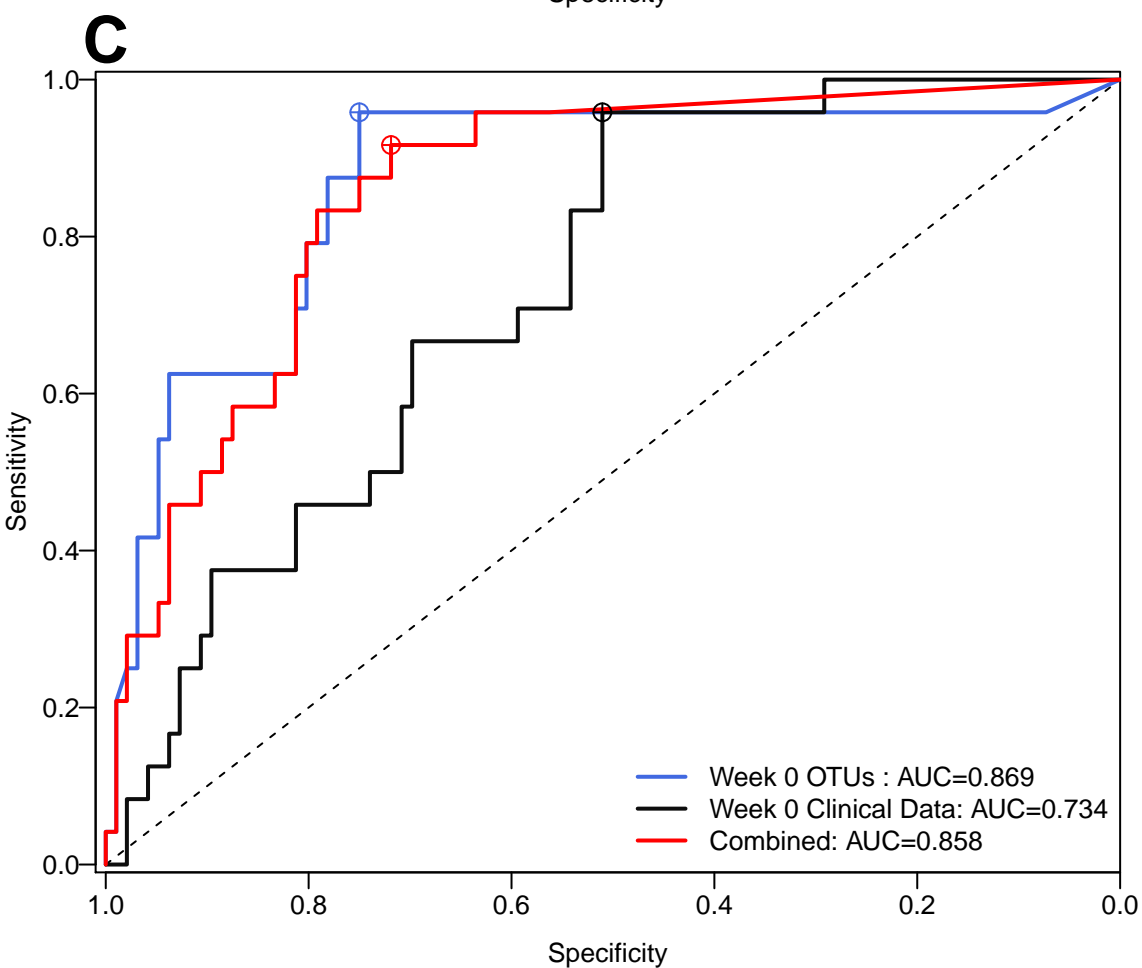 Specificity
C
1.0
0.8
0.6
0.4
0.2
0.0
Sensitivity
Week 0 OTUs : AUC=0.869
Week 0 Clinical Data: AUC=0.734
Combined: AUC=0.858
1.0 0.8 0.6 0.4 0.2 0.0
Specificity